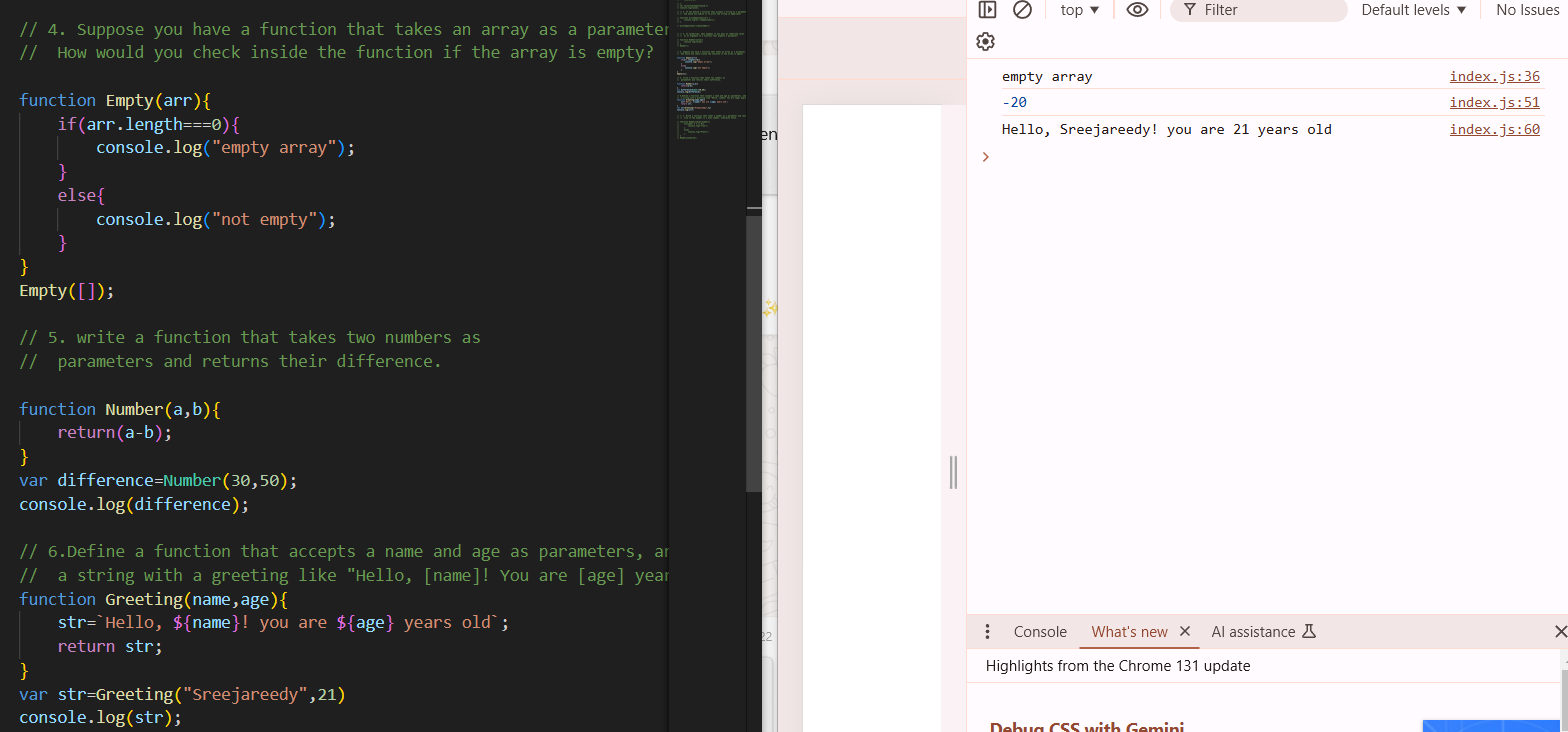 // 4. Suppose you have a function that takes an array as a parameter
//  How would you check inside the function if the array is empty?
function Empty(arr){
    if(arr.length===0){
        console.log("empty array");
    }
    else{
        console.log("not empty");
    }
}
Empty([]);
// 5. write a function that takes two numbers as
//  parameters and returns their difference.
function Number(a,b){
    return(a-b);
}
var difference=Number(30,50);
console.log(difference);
// 6.Define a function that accepts a name and age as parameters, an
//  a string with a greeting like "Hello, [name]! You are [age] year
function Greeting(name,age){
    str=`Hello, ${name}! you are ${age} years old`;
    return str;
}
var str=Greeting("Sreejareedy",21)
console.log(str);
en
22
top Filter Default levels No Issues
empty array index.js:36
-20 index.js:51
Hello, Sreejareedy! you are 21 years old index.js:60
Console What's new AI assistance
Highlights from the Chrome 131 update
Debug CSS with Gemini